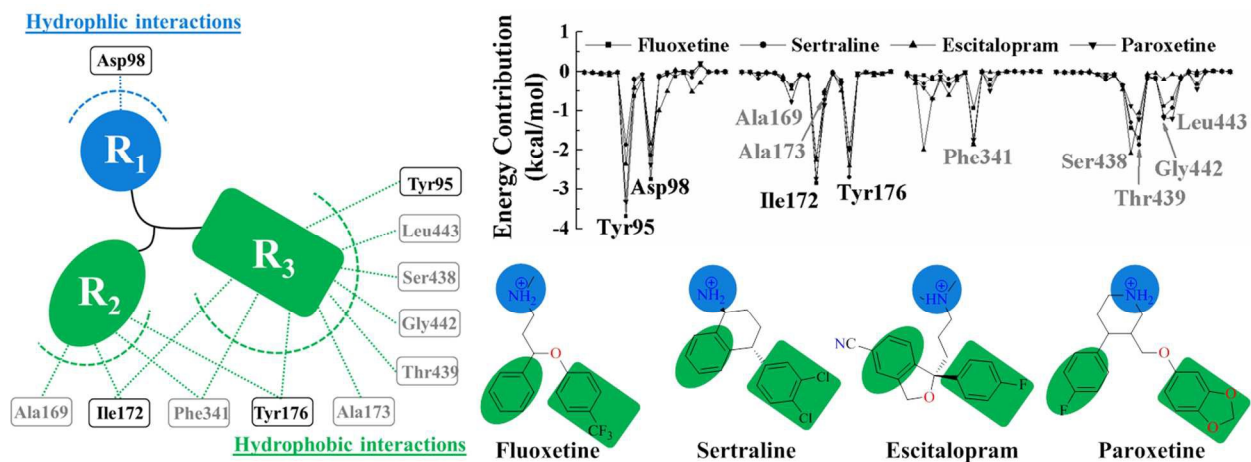 Hydrophlic interactions
Asp98
R1
R2
R3
Tyr95
Leu443
Ser438
Gly442
Thr439
Ala169
Ile172
Phe341
Tyr176
Ala173
Hydrophobic interactions
Energy Contribution
(kcal/mol)
1
0
-1
-2
-3
-4
Fluoxetine
Sertraline
Escitalopram
Paroxetine
Tyr95
Asp98
Ala169
Ala173
Ile172
Tyr176
Phe341
Ser438
Thr439
Gly442
Leu443
NH2
O
CF3
Fluoxetine
NH2
Cl
Cl
Sertraline
HN
NC
O
F
Escitalopram
NH2
O
F
O
O
Paroxetine